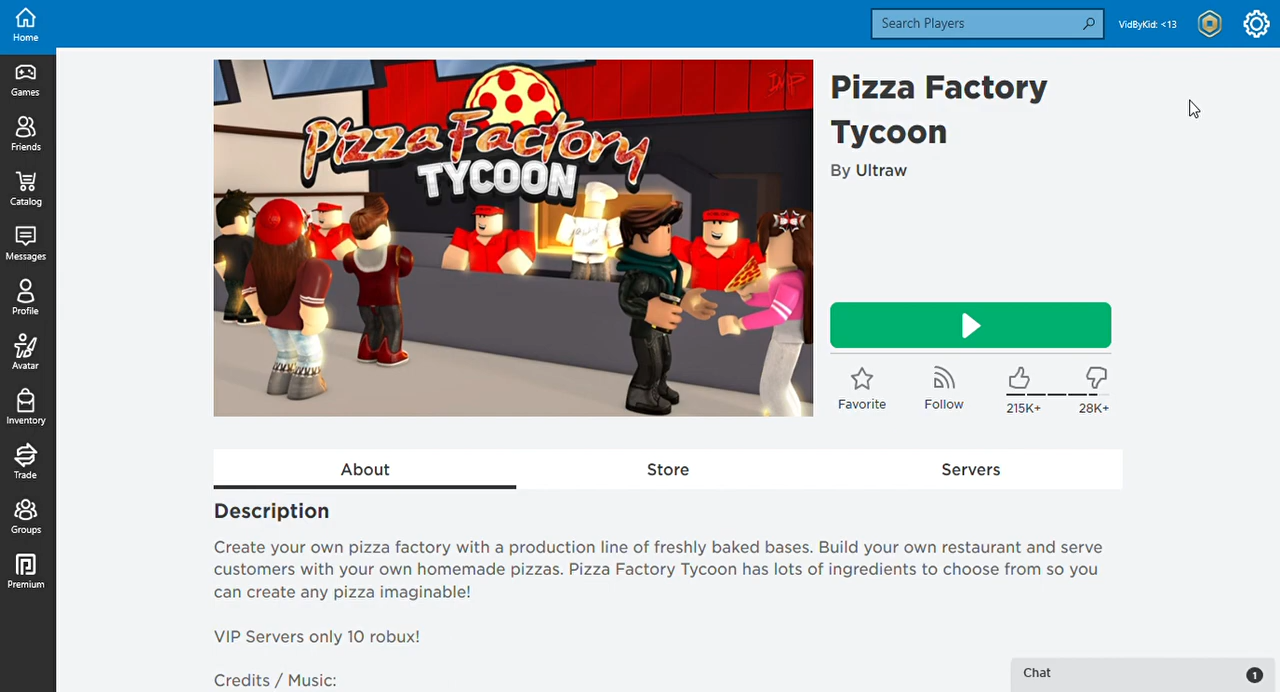 Home
Search Players
VidByKid: <13
Games
Friends
Catalog
Messages
Profile
Avatar
Inventory
Trade
Groups
Premium
IMP
Pizza Factory
TYCOON
Pizza Factory
Tycoon
By Ultraw
Favorite
Follow
215K+
28K+
About
Store
Servers
Description
Create your own pizza factory with a production line of freshly baked bases. Build your own restaurant and serve
customers with your own homemade pizzas. Pizza Factory Tycoon has lots of ingredients to choose from so you
can create any pizza imaginable!
VIP Servers only 10 robux!
Credits / Music:
Chat
1